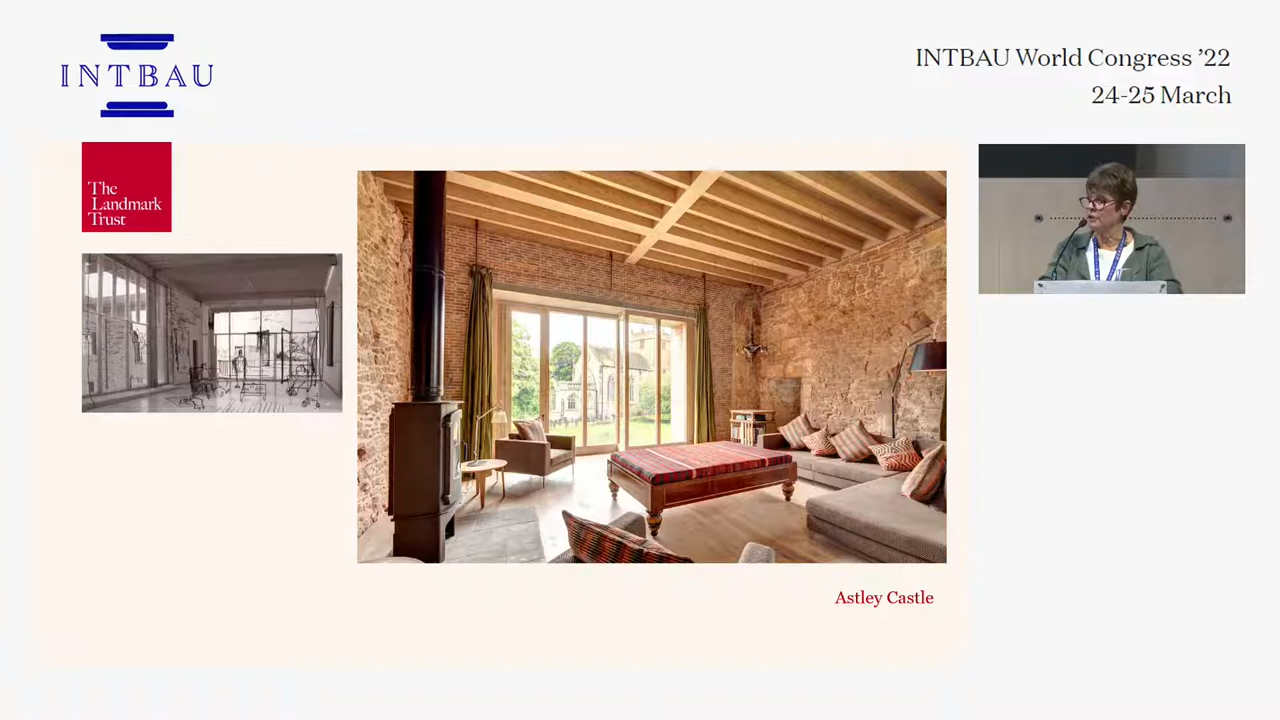 INTBAU
INTBAU World Congress ’22
24-25 March
The
Landmark
Trust
Astley Castle